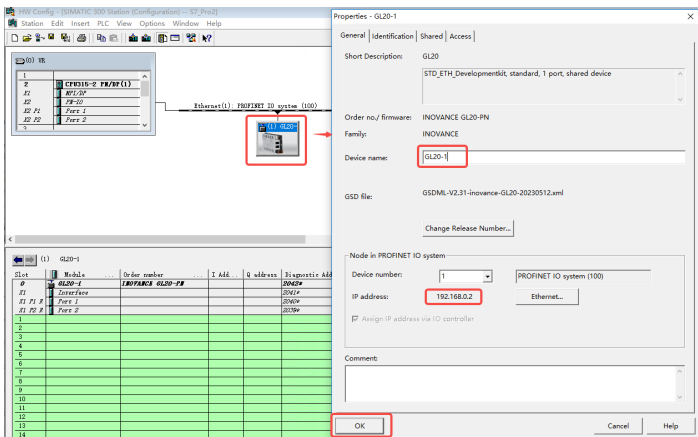 HW Config - [SIMATIC 300 Station (Configuration) -- S7_Pro2]
Station Edit Insert PLC View Options Window Help
(0) UR
1
2 CPU315-2 PN/DP(1)
X1 MPI/DP
X2 PN-IO
X2 P1 Port 1
X2 P2 Port 2
3
Ethernet(1): PROFINET IO system (100)
(1) GL20-
(1) GL20-1
Slot Module ... Order number ... I Add... Q address Diagnostic Add
0 GL20-1 INOVANCE GL20-PN 2042*
X1 Interface 2041*
X1 P1 R Port 1 2040*
X1 P2 R Port 2 2039*
1
2
3
4
5
6
7
8
9
10
11
12
13
14
Properties - GL20-1
General Identification Shared Access
Short Description: GL20
STD_ETH_Developmentkit, standard, 1 port, shared device
Order no./ firmware: INOVANCE GL20-PN
Family: INOVANCE
Device name: GL20-1
GSD file: GSDML-V2.31-inovance-GL20-20230512.xml
Change Release Number...
Node in PROFINET IO system
Device number: 1 PROFINET IO system (100)
IP address: 192.168.0.2 Ethernet...
Assign IP address via IO controller
Comment:
OK Cancel Help